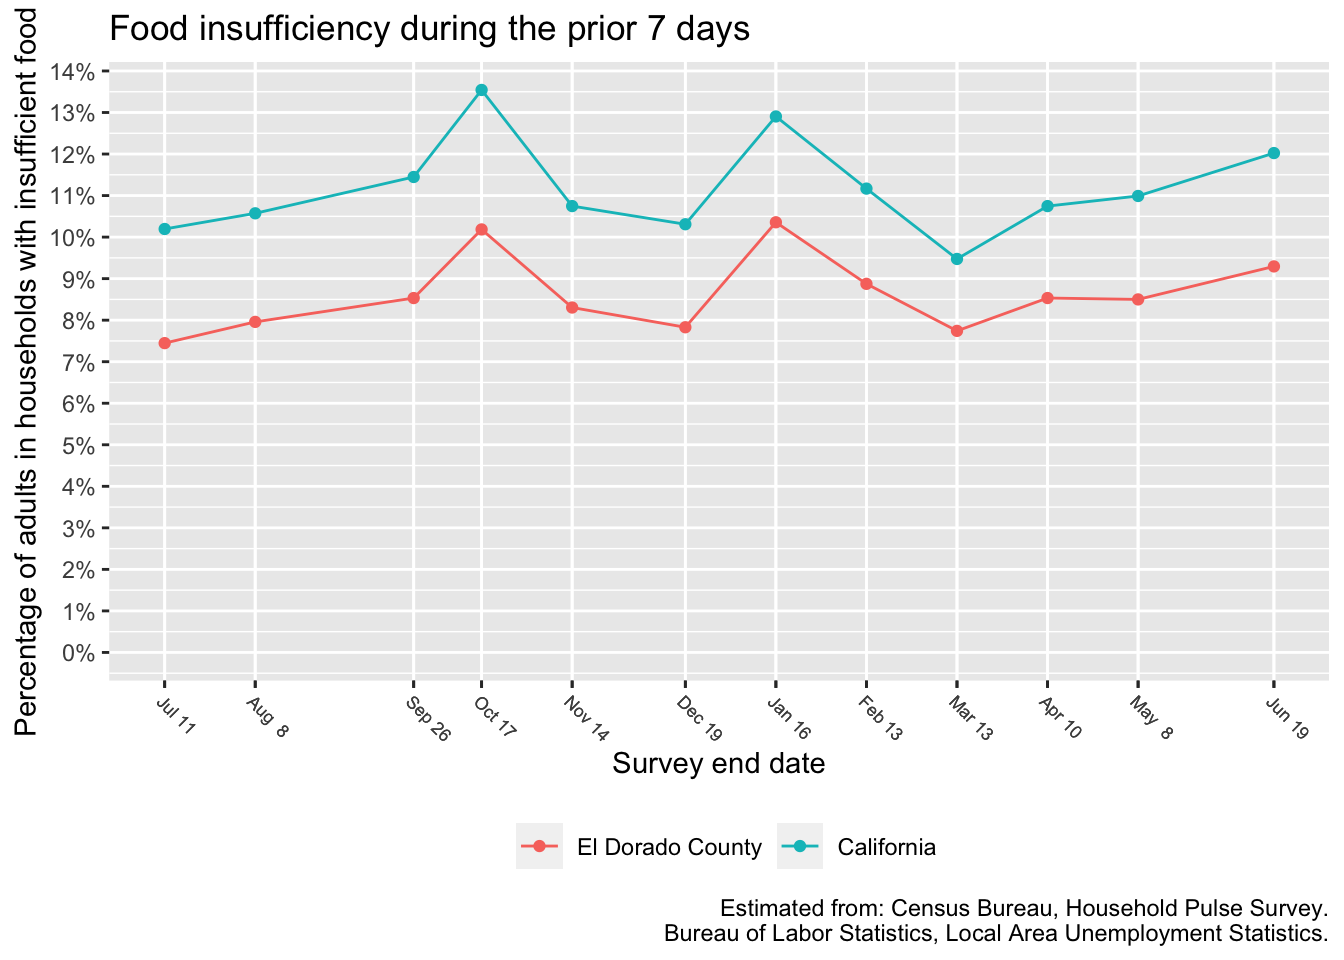 Food insufficiency during the prior 7 days
Percentage of adults in households with insufficient food
14%
13%
12%
11%
10%
9%
8%
7%
6%
5%
4%
3%
2%
1%
0%
Jul 11
Aug 8
Sep 26
Oct 17
Nov 14
Dec 19
Jan 16
Feb 13
Mar 13
Apr 10
May 8
Jun 19
Survey end date
El Dorado County
California
Estimated from: Census Bureau, Household Pulse Survey.
Bureau of Labor Statistics, Local Area Unemployment Statistics.